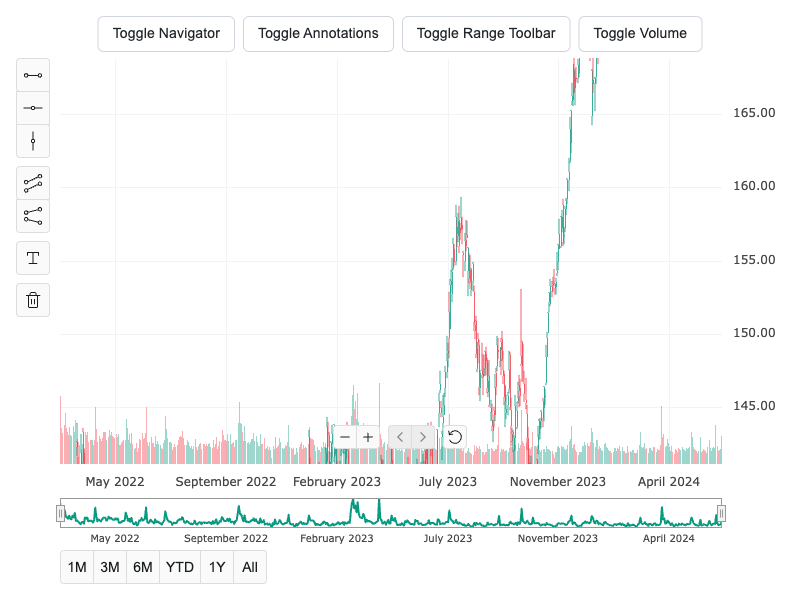 Toggle Navigator Toggle Annotations Toggle Range Toolbar Toggle Volume
165.00
160.00
155.00
T
150.00
145.00
May 2022 September 2022 February 2023 July 2023 November 2023 April 2024
May 2022 September 2022 February 2023 July 2023 November 2023 April 2024
1M 3M 6M YTD 1Y All